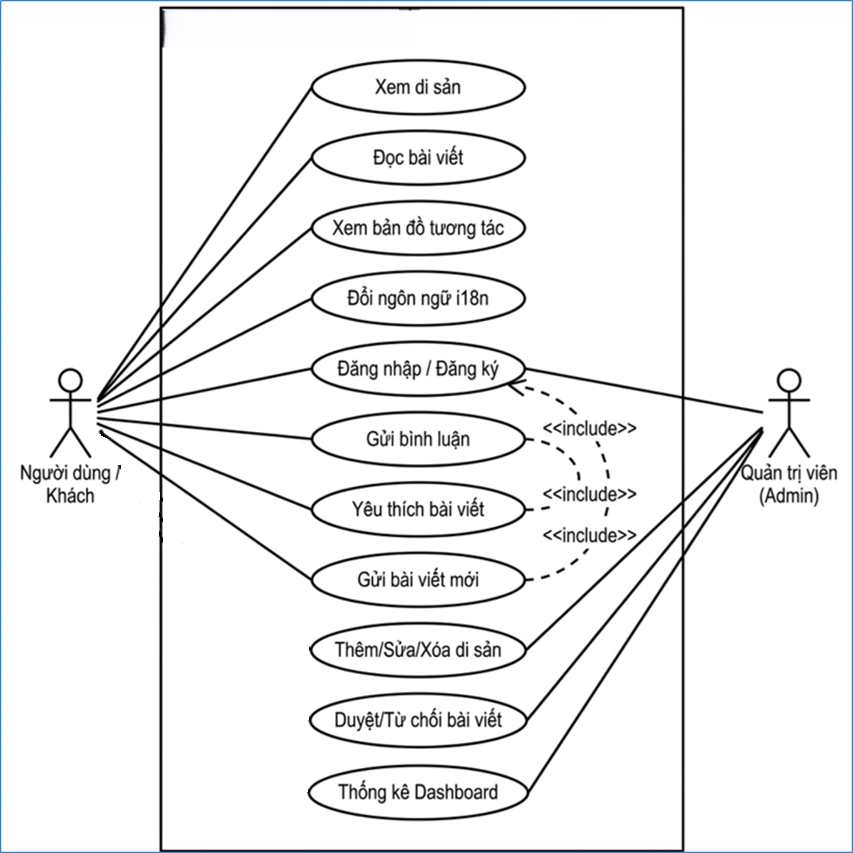 Xem di sản
Đọc bài viết
Xem bản đồ tương tác
Đổi ngôn ngữ i18n
Đăng nhập / Đăng ký
<<include>>
Gửi bình luận
Người dùng /
Khách
Quản trị viên
(Admin)
<<include>>
Yêu thích bài viết
<<include>>
Gửi bài viết mới
Thêm/Sửa/Xóa di sản
Duyệt/Từ chối bài viết
Thống kê Dashboard